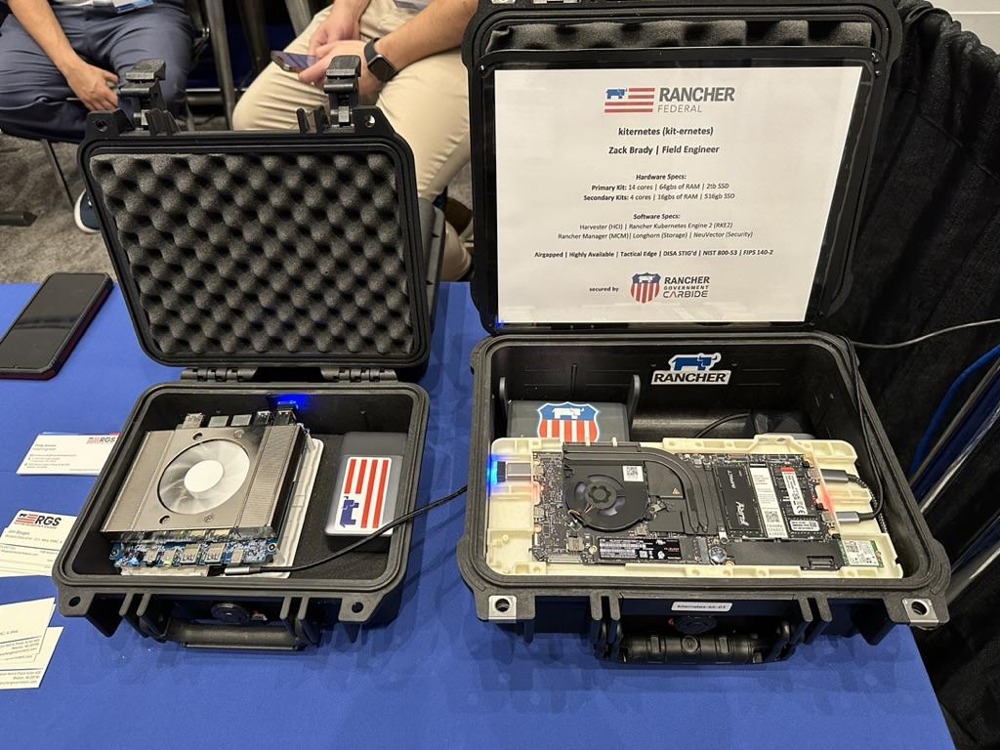 RANCHER
FEDERAL
kiternetes (kit-ernetes)
Zack Brady | Field Engineer
Hardware Specs:
Primary Kit: 14 cores | 64gbs of RAM | 2tb SSD
Secondary Kits: 4 cores | 16gbs of RAM | 516gb SSD
Software Specs:
Harvester (HCI) | Rancher Kubernetes Engine 2 (RKE2)
Rancher Manager (MCM)| Longhorn (Storage) | NeuVector (Security)
Airgapped | Highly Available | Tactical Edge | DISA STIG'd | NIST 800-53 | FIPS 140-2
secured by
RANCHER
GOVERNMENT
CARBIDE
RANCHER
kiternetes-kit-01
RGS
RGS